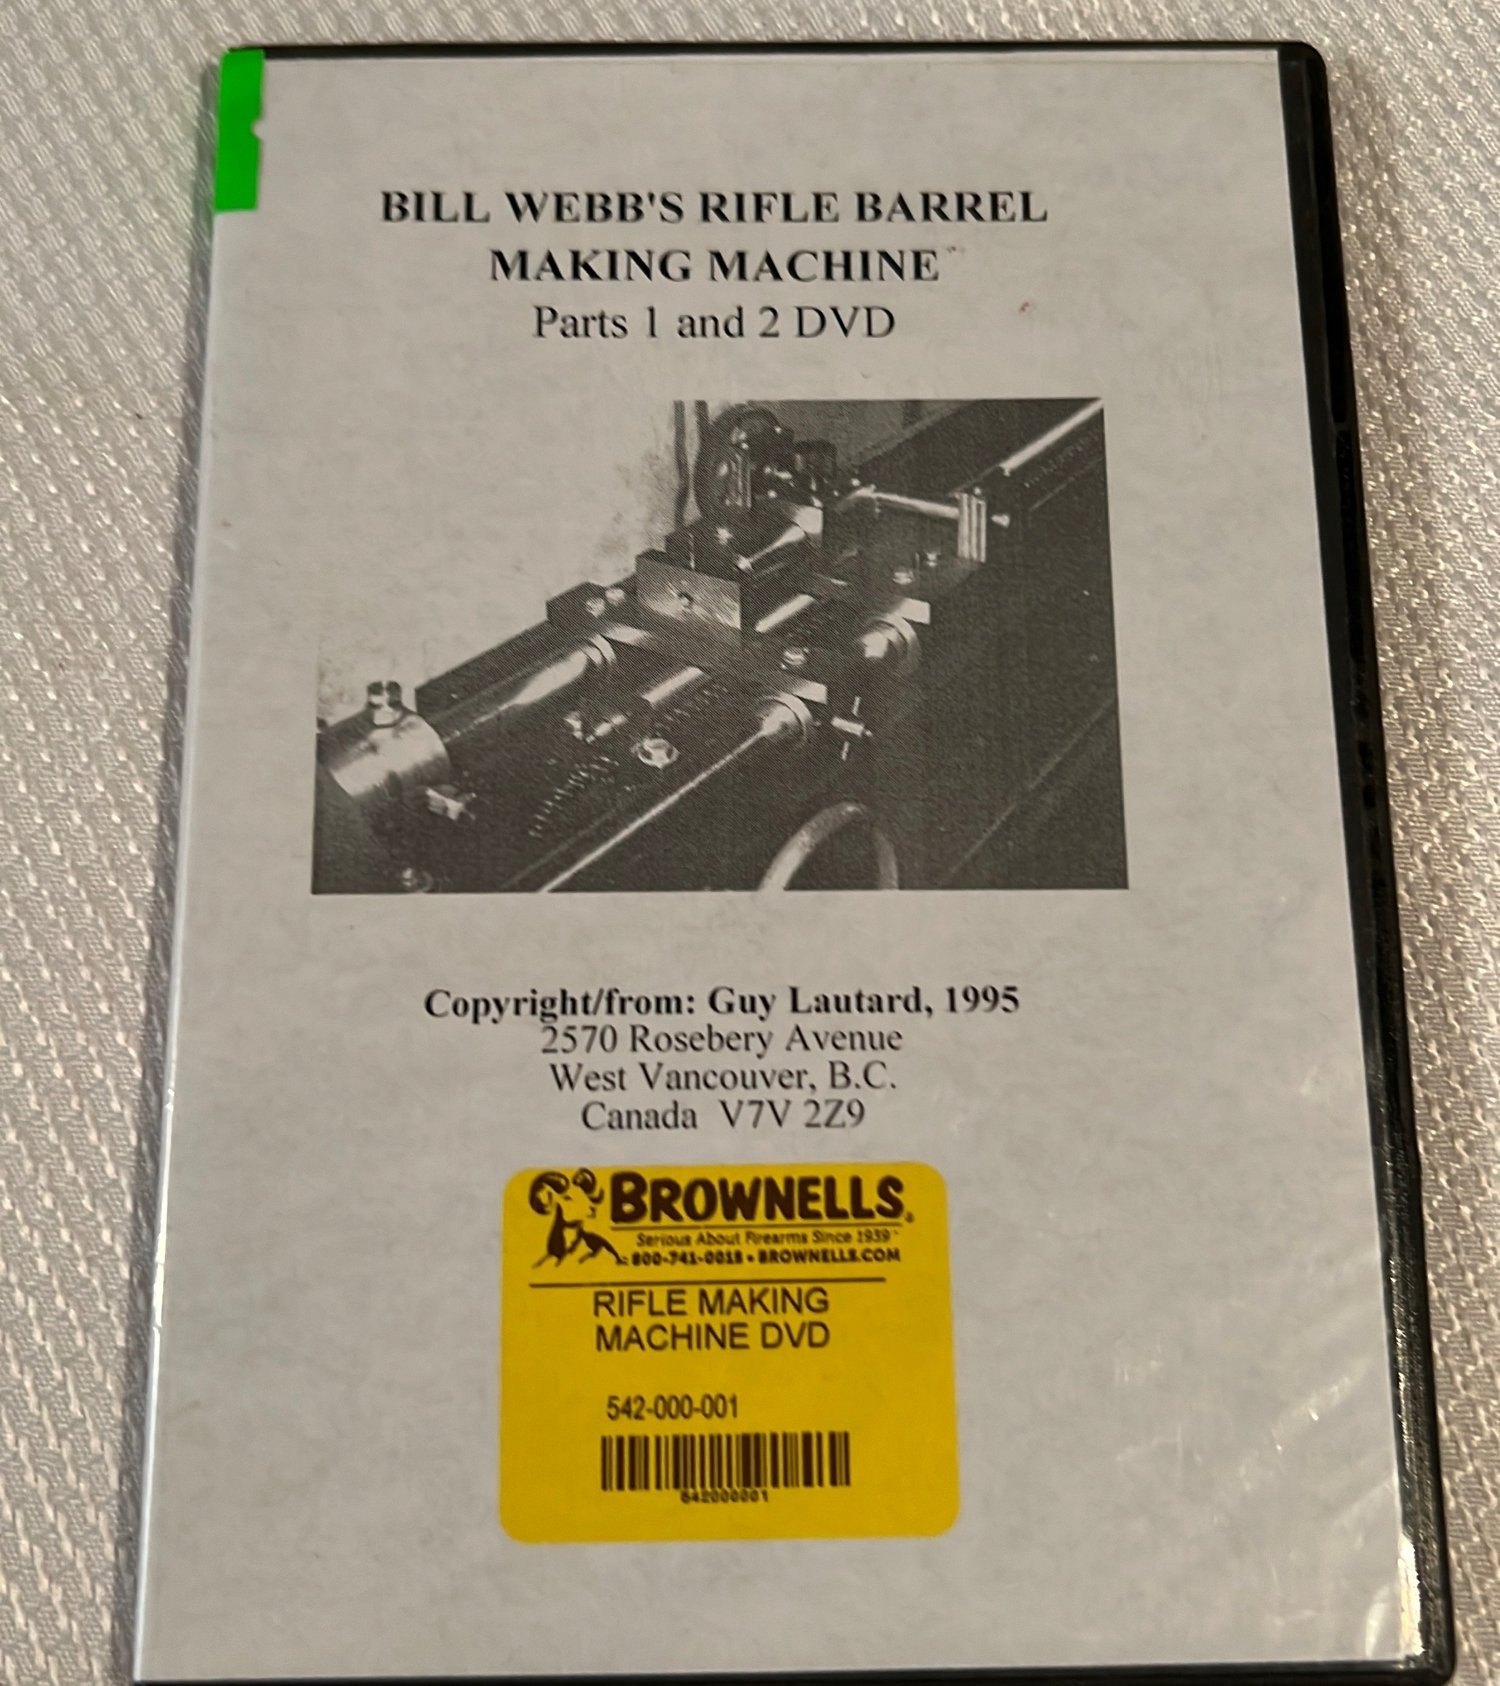 BILL WEBB'S RIFLE BARREL
MAKING MACHINE
Parts 1 and 2 DVD
Copyright/from: Guy Lautard, 1995
2570 Rosebery Avenue
West Vancouver, B.C.
Canada V7V 2Z9
BROWNELLS®
Serious About Firearms Since 1939™
800-741-0015 • BROWNELLS.COM
RIFLE MAKING
MACHINE DVD
542-000-001
542000001